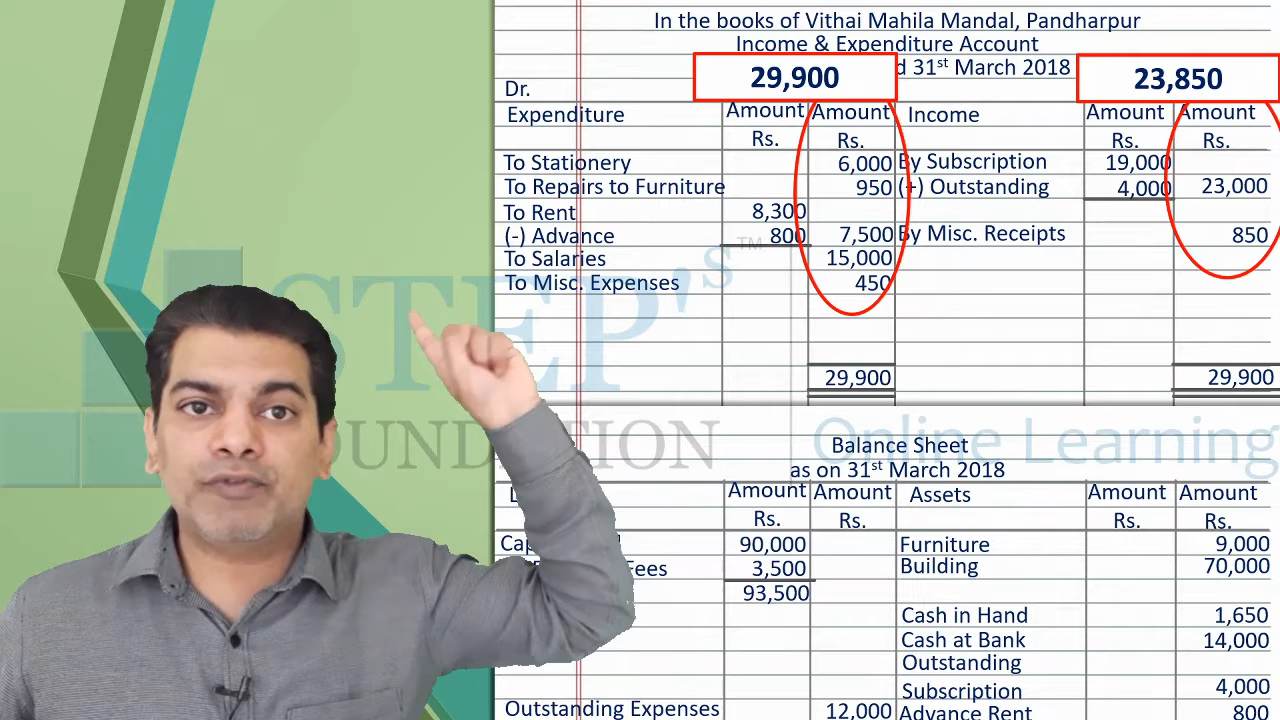 In the books of Vithai Mahila Mandal, Pandharpur
Income & Expenditure Account
29,900 d 31st March 2018 23,850
Dr.
Expenditure Amount Rs. Amount Rs. Income Amount Rs. Amount Rs.
To Stationery 6,000 By Subscription 19,000
To Repairs to Furniture 950 (+) Outstanding 4,000 23,000
To Rent 8,300
(-) Advance 800 7,500 By Misc. Receipts 850
To Salaries 15,000
To Misc. Expenses 450
29,900 29,900
STEP's TM
FOUNDATION Online Learning
Balance Sheet
as on 31st March 2018
L Amount Rs. Amount Rs. Assets Amount Rs. Amount Rs.
Cap 90,000 Furniture 9,000
Fees 3,500 Building 70,000
93,500
Cash in Hand 1,650
Cash at Bank 14,000
Outstanding
Subscription 4,000
Outstanding Expenses 12,000 Advance Rent 800